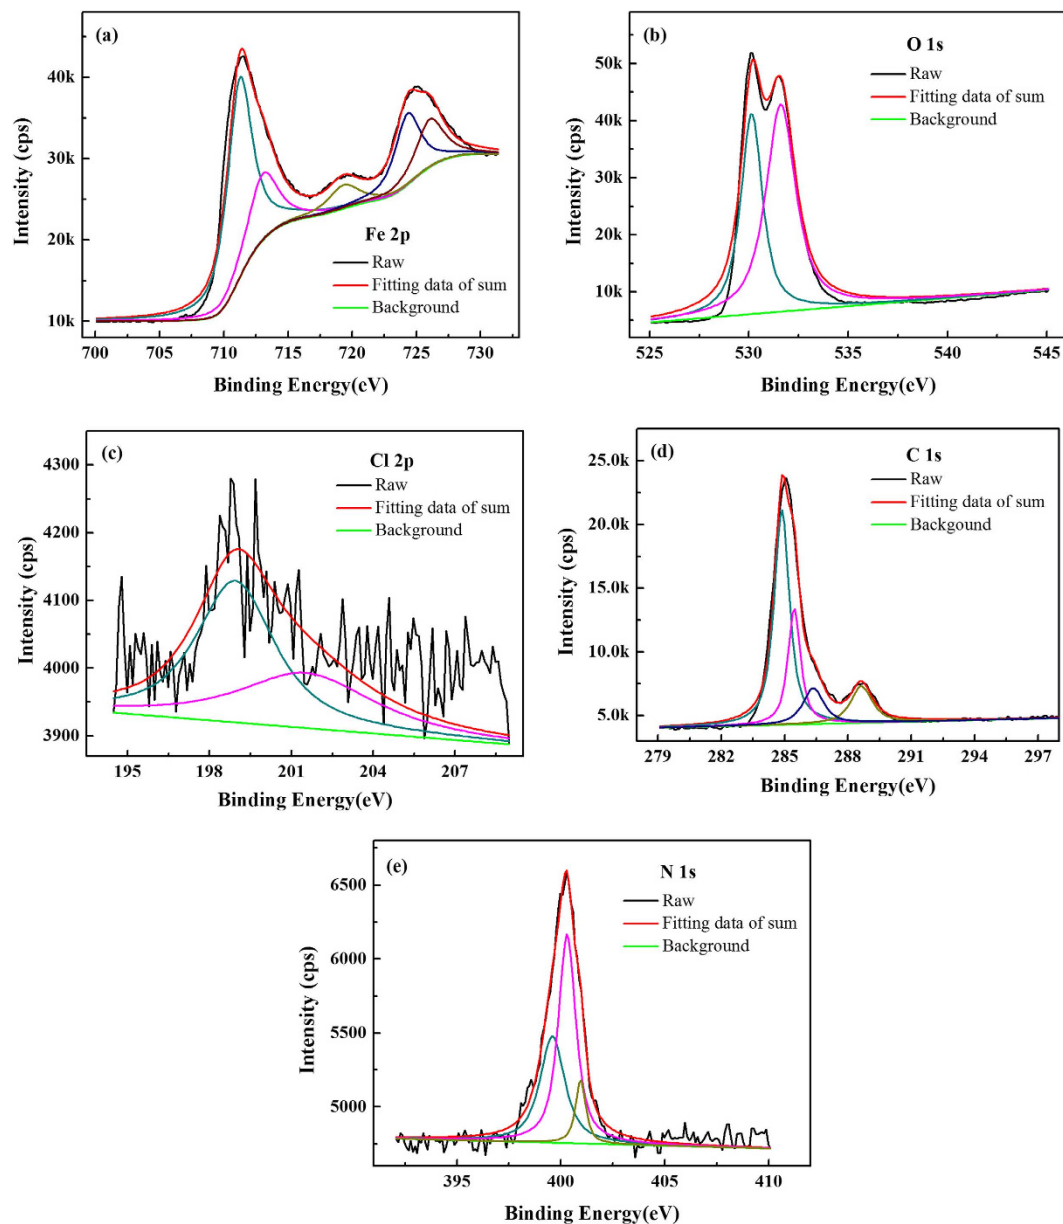 (a)
40k
30k
20k
10k
Intensity (cps)
Fe 2p
Raw
Fitting data of sum
Background
700 705 710 715 720 725 730
Binding Energy(eV)
(b)
50k
40k
30k
20k
10k
Intensity (cps)
O 1s
Raw
Fitting data of sum
Background
525 530 535 540 545
Binding Energy(eV)
(c)
4300
4200
4100
4000
3900
Intensity (cps)
Cl 2p
Raw
Fitting data of sum
Background
195 198 201 204 207
Binding Energy(eV)
(d)
25.0k
20.0k
15.0k
10.0k
5.0k
Intensity (cps)
C 1s
Raw
Fitting data of sum
Backgound
279 282 285 288 291 294 297
Binding Energy(eV)
(e)
6500
6000
5500
5000
Intensity (cps)
N 1s
Raw
Fitting data of sum
Background
395 400 405 410
Binding Energy(eV)